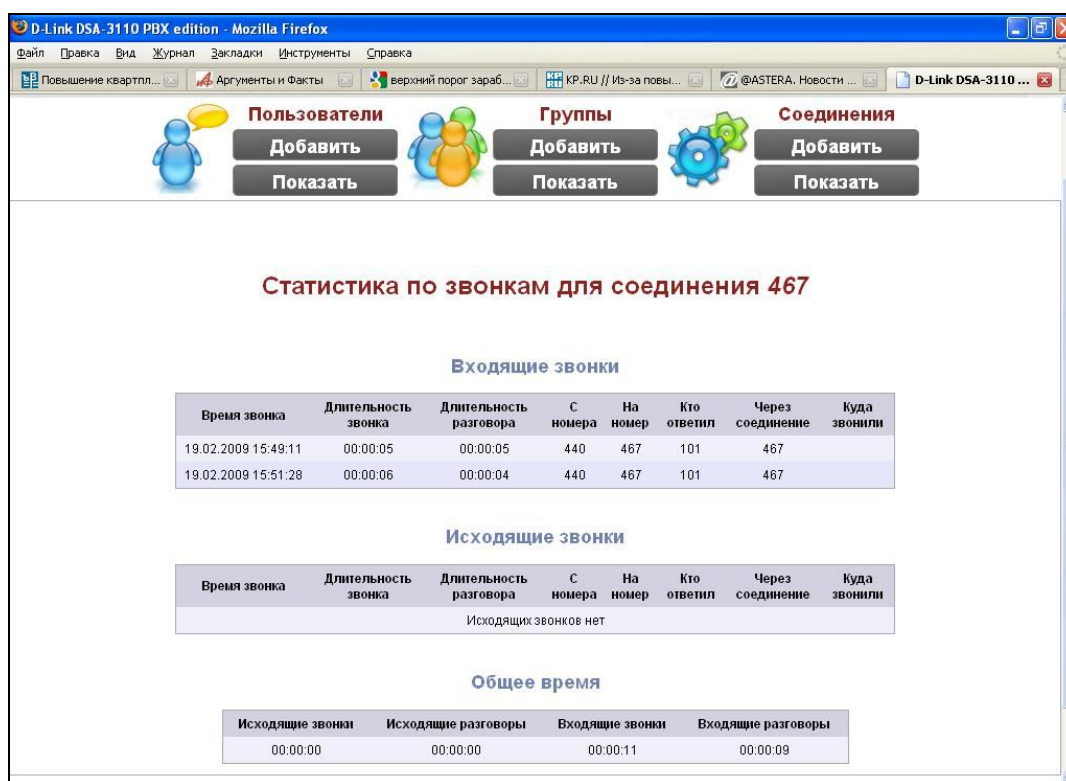 D-Link DSA-3110 PBX edition - Mozilla Firefox
Файл Правка Вид Журнал Закладки Инструменты Справка
Повышение квартпл... Аргументы и Факты верхний порог зараб... KP.RU // Из-за повы... @ASTERA. Новости ... D-Link DSA-3110 ...
Пользователи Группы Соединения
Добавить Добавить Добавить
Показать Показать Показать
Статистика по звонкам для соединения 467
Входящие звонки
Время звонка Длительность звонка Длительность разговора С номера На номер Кто ответил Через соединение Куда звонили
19.02.2009 15:49:11 00:00:05 00:00:05 440 467 101 467
19.02.2009 15:51:28 00:00:06 00:00:04 440 467 101 467
Исходящие звонки
Время звонка Длительность звонка Длительность разговора С номера На номер Кто ответил Через соединение Куда звонили
Исходящих звонков нет
Общее время
Исходящие звонки Исходящие разговоры Входящие звонки Входящие разговоры
00:00:00 00:00:00 00:00:11 00:00:09